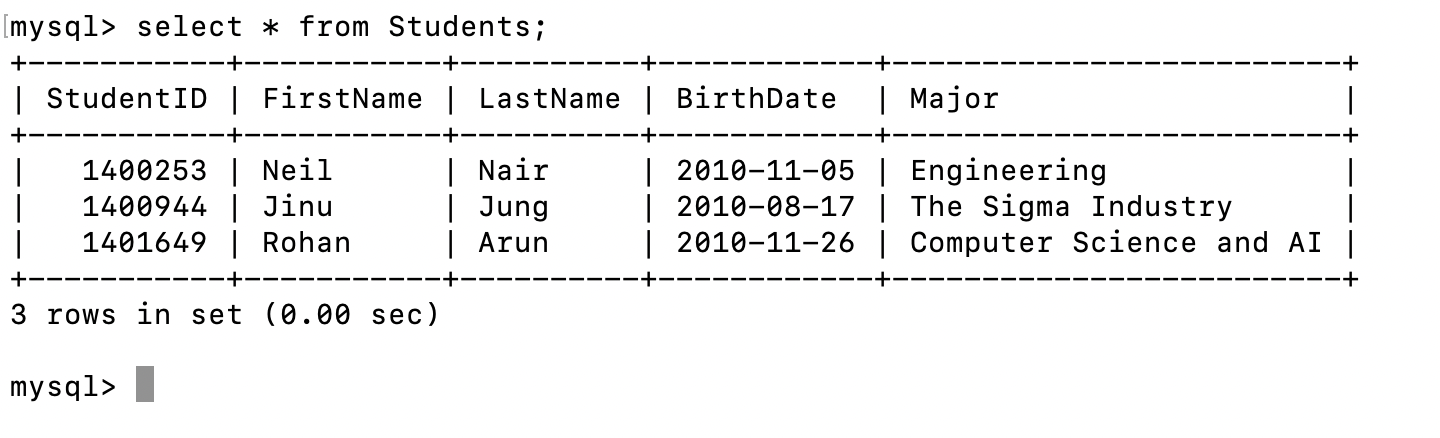 mysql> select * from Students;
+-----------+-----------+----------+------------+-------------------------+
| StudentID | FirstName | LastName | BirthDate  | Major                   |
+-----------+-----------+----------+------------+-------------------------+
|   1400253 | Neil      | Nair     | 2010-11-05 | Engineering             |
|   1400944 | Jinu      | Jung     | 2010-08-17 | The Sigma Industry      |
|   1401649 | Rohan     | Arun     | 2010-11-26 | Computer Science and AI |
+-----------+-----------+----------+------------+-------------------------+
3 rows in set (0.00 sec)
mysql>